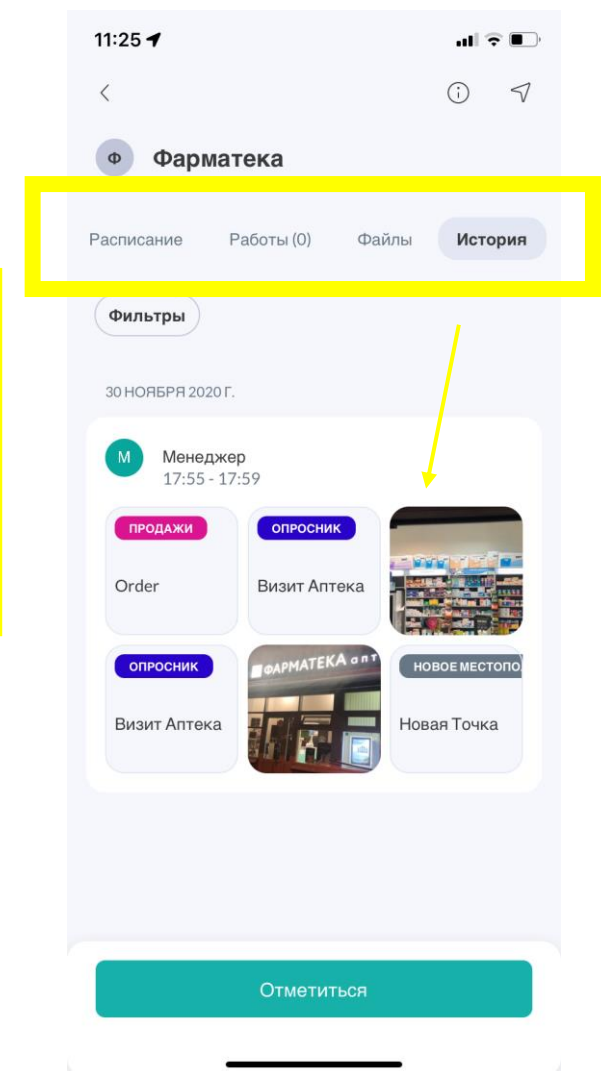 11:25
Ф Фарматека
Расписание Работы (0) Файлы История
Фильтры
30 НОЯБРЯ 2020 Г.
М Менеджер
17:55 - 17:59
ПРОДАЖИ ОПРОСНИК
Order Визит Аптека
ОПРОСНИК ФАРМАТЕКА апт НОВОЕ МЕСТОПО
Визит Аптека Новая Точка
Отметиться